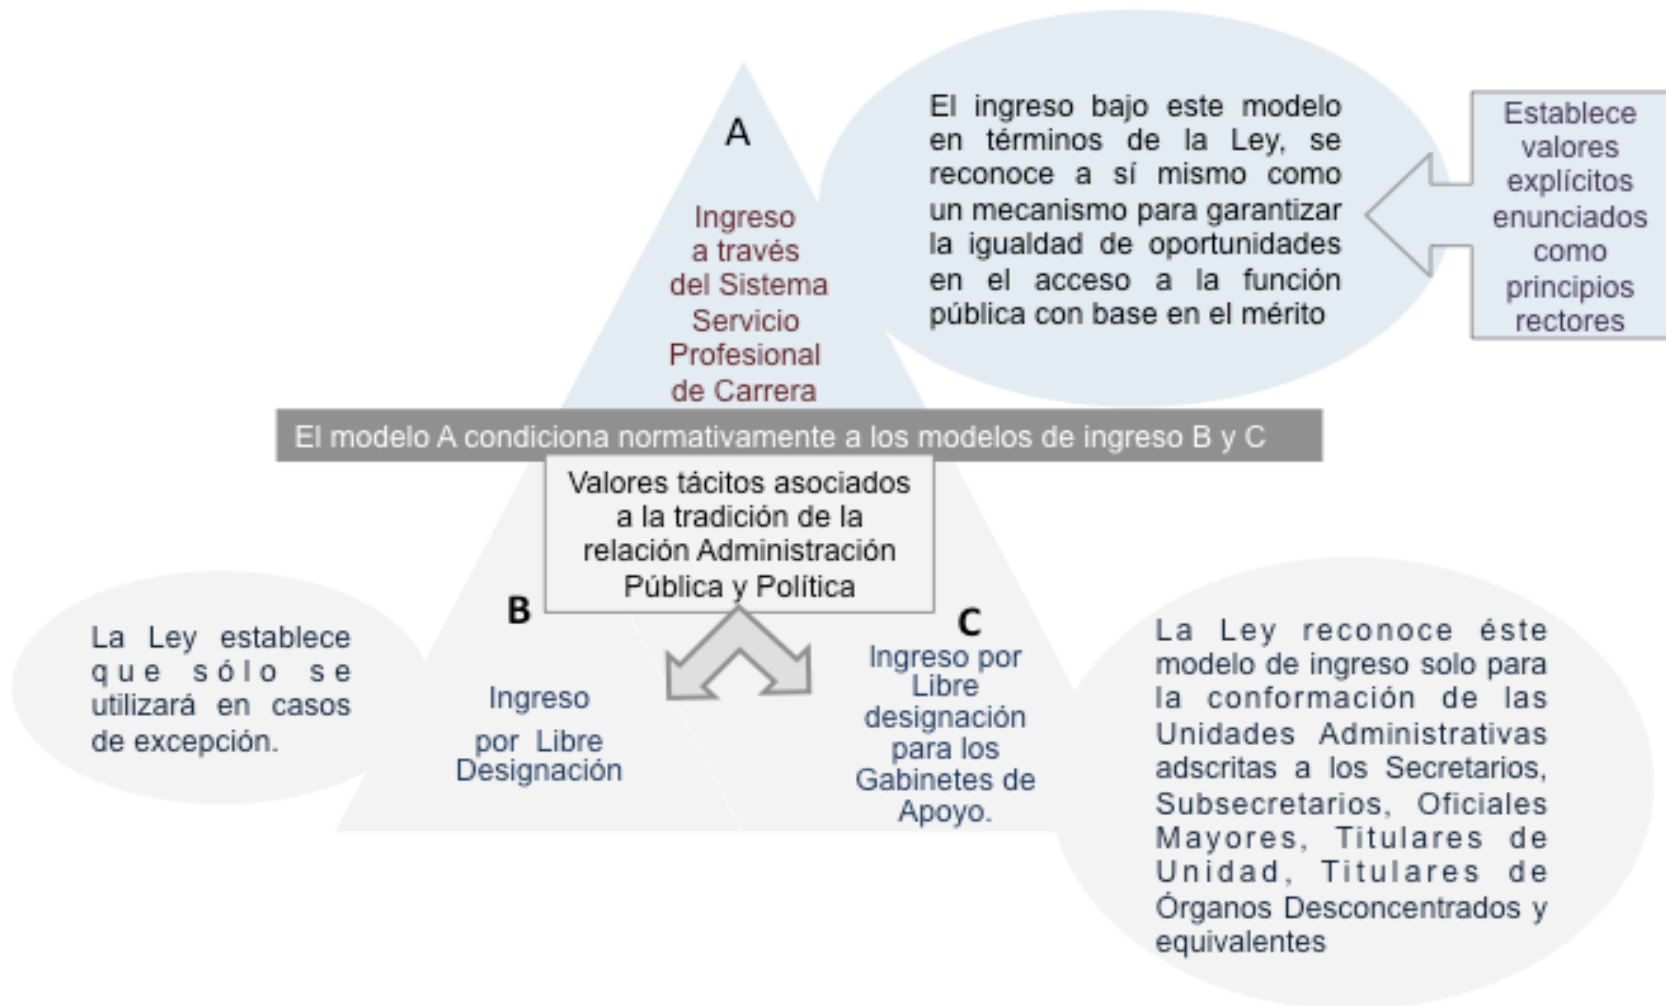 A
Ingreso
a través
del Sistema
Servicio
Profesional
de Carrera
El ingreso bajo este modelo
en términos de la Ley, se
reconoce a sí mismo como
un mecanismo para garantizar
la igualdad de oportunidades
en el acceso a la función
pública con base en el mérito
Establece
valores
explícitos
enunciados
como
principios
rectores
El modelo A condiciona normativamente a los modelos de ingreso B y C
Valores tácitos asociados
a la tradición de la
relación Administración
Pública y Política
La Ley establece
que sólo se
utilizará en casos
de excepción.
B
Ingreso
por Libre
Designación
C
Ingreso por
Libre
designación
para los
Gabinetes de
Apoyo.
La Ley reconoce éste
modelo de ingreso solo para
la conformación de las
Unidades Administrativas
adscritas a los Secretarios,
Subsecretarios, Oficiales
Mayores, Titulares de
Unidad, Titulares de
Órganos Desconcentrados y
equivalentes